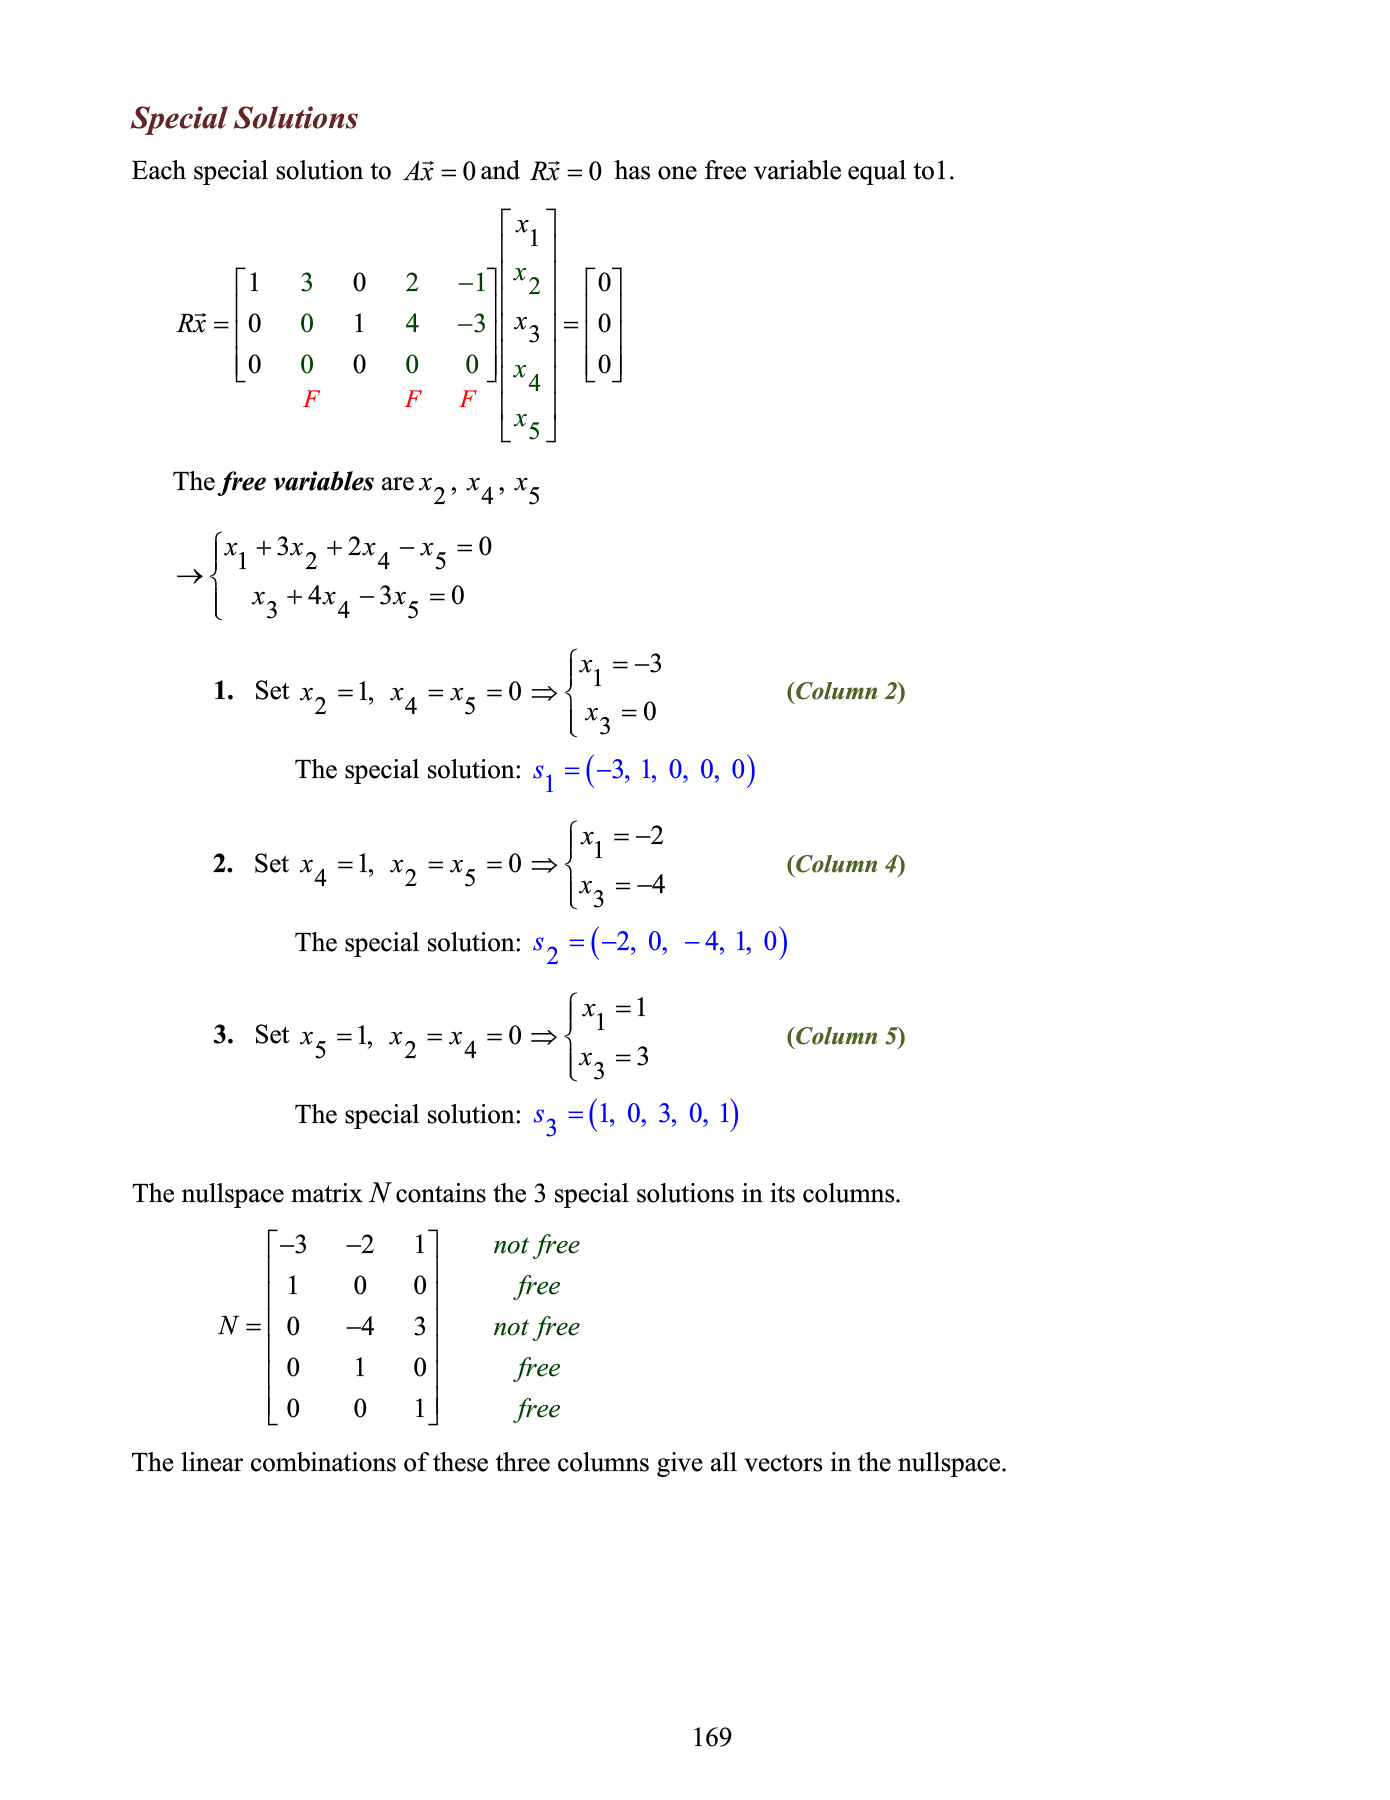 Special Solutions
Each special solution to A\vec{x} = 0 and R\vec{x} = 0 has one free variable equal to1.
R\vec{x} = \begin{bmatrix} 1 & 3 & 0 & 2 & -1 \\ 0 & 0 & 1 & 4 & -3 \\ 0 & 0 & 0 & 0 & 0 \end{bmatrix} \begin{bmatrix} x_1 \\ x_2 \\ x_3 \\ x_4 \\ x_5 \end{bmatrix} = \begin{bmatrix} 0 \\ 0 \\ 0 \end{bmatrix}
F F F
The free variables are x_2, x_4, x_5
→ \begin{cases} x_1 + 3x_2 + 2x_4 - x_5 = 0 \\ x_3 + 4x_4 - 3x_5 = 0 \end{cases}
1. Set x_2 = 1, x_4 = x_5 = 0 ⇒ \begin{cases} x_1 = -3 \\ x_3 = 0 \end{cases} (Column 2)
The special solution: s_1 = (-3, 1, 0, 0, 0)
2. Set x_4 = 1, x_2 = x_5 = 0 ⇒ \begin{cases} x_1 = -2 \\ x_3 = -4 \end{cases} (Column 4)
The special solution: s_2 = (-2, 0, -4, 1, 0)
3. Set x_5 = 1, x_2 = x_4 = 0 ⇒ \begin{cases} x_1 = 1 \\ x_3 = 3 \end{cases} (Column 5)
The special solution: s_3 = (1, 0, 3, 0, 1)
The nullspace matrix N contains the 3 special solutions in its columns.
N = \begin{bmatrix} -3 & -2 & 1 \\ 1 & 0 & 0 \\ 0 & -4 & 3 \\ 0 & 1 & 0 \\ 0 & 0 & 1 \end{bmatrix} \begin{matrix} not free \\ free \\ not free \\ free \\ free \end{matrix}
The linear combinations of these three columns give all vectors in the nullspace.
169